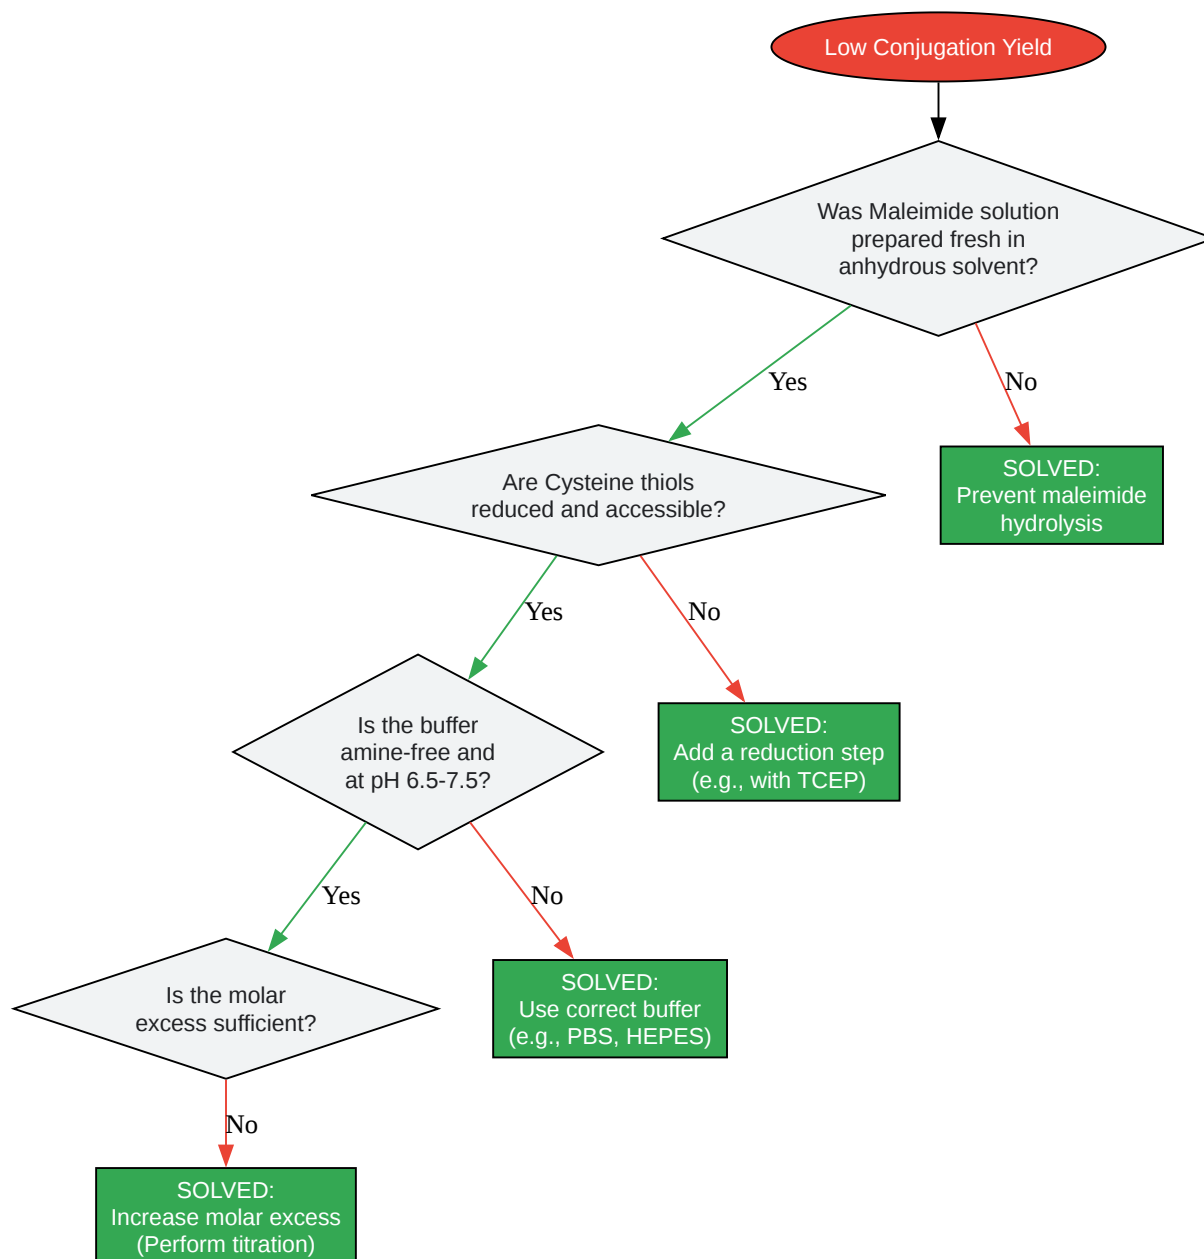 Low Conjugation Yield
Was Maleimide solution
prepared fresh in
anhydrous solvent?
Yes
No
Are Cysteine thiols
reduced and accessible?
SOLVED:
Prevent maleimide
hydrolysis
Yes
No
Is the buffer
amine-free and
at pH 6.5-7.5?
SOLVED:
Add a reduction step
(e.g., with TCEP)
Yes
No
Is the molar
excess sufficient?
SOLVED:
Use correct buffer
(e.g., PBS, HEPES)
No
SOLVED:
Increase molar excess
(Perform titration)